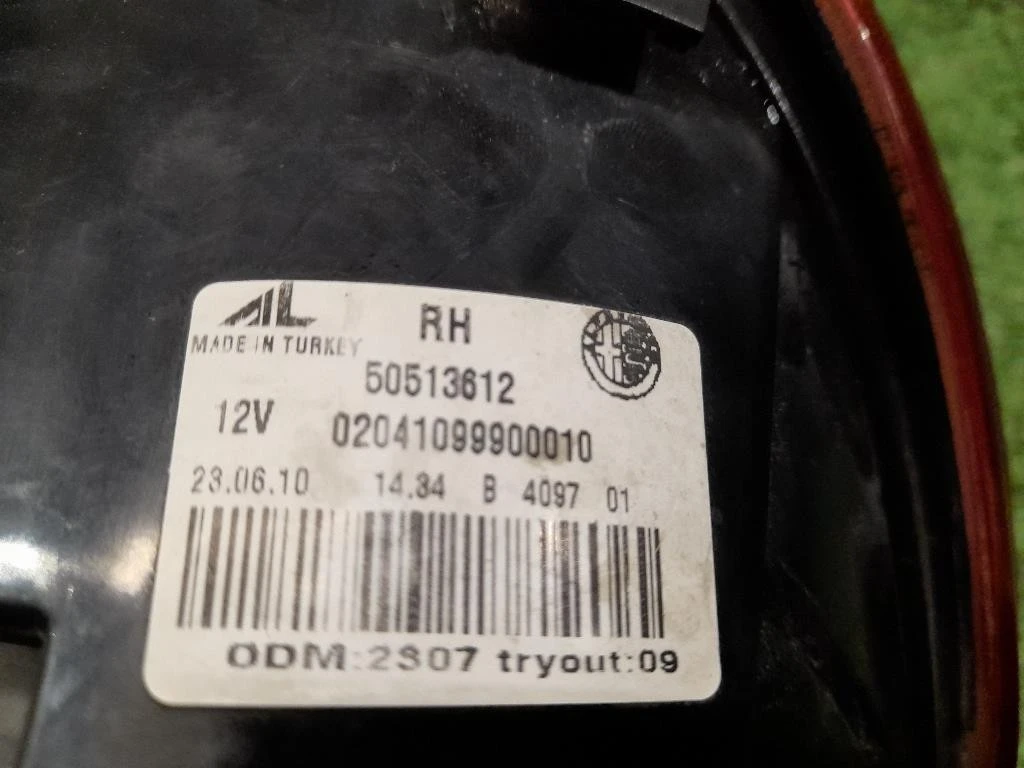 AL
RH
MADE IN TURKEY
50513612
12V 02041099900010
23.06.10 14.34 B 4097 01
ODM:2S07 tryout:09